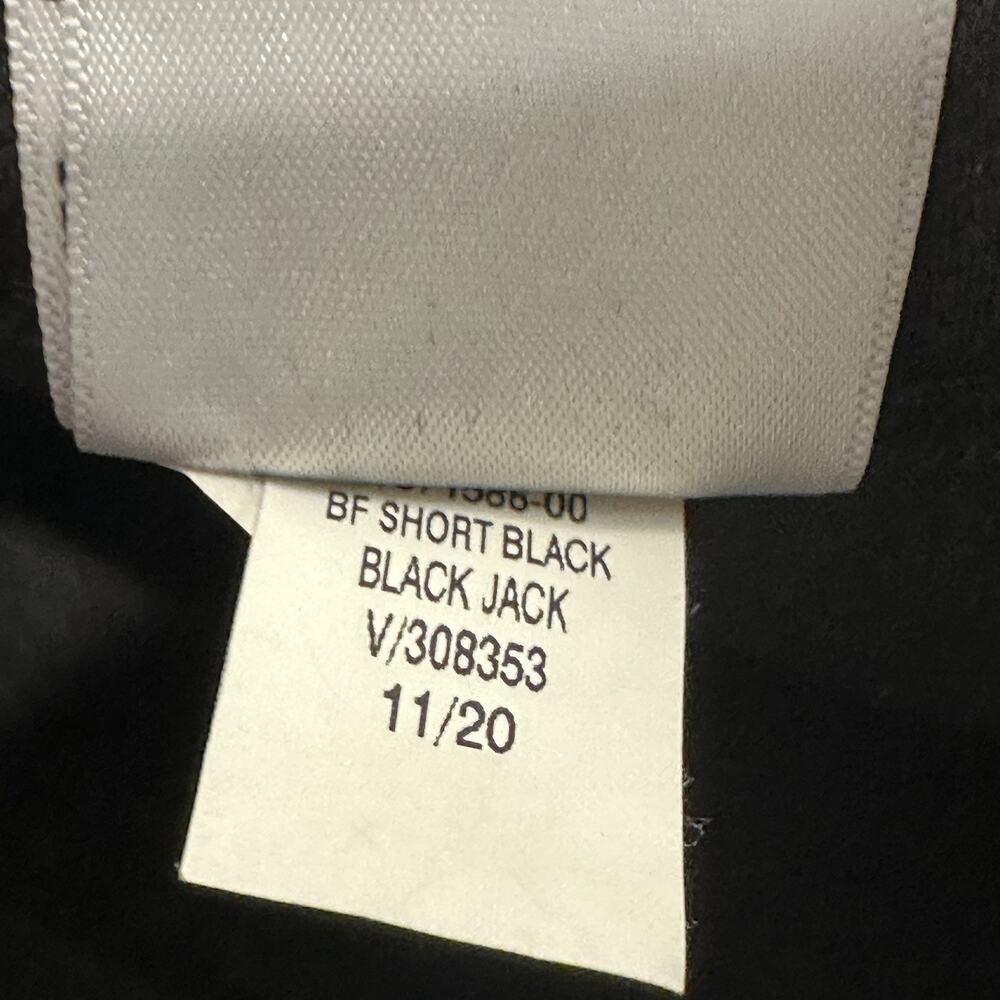 BF SHORT BLACK
BLACK JACK
V/308353
11/20